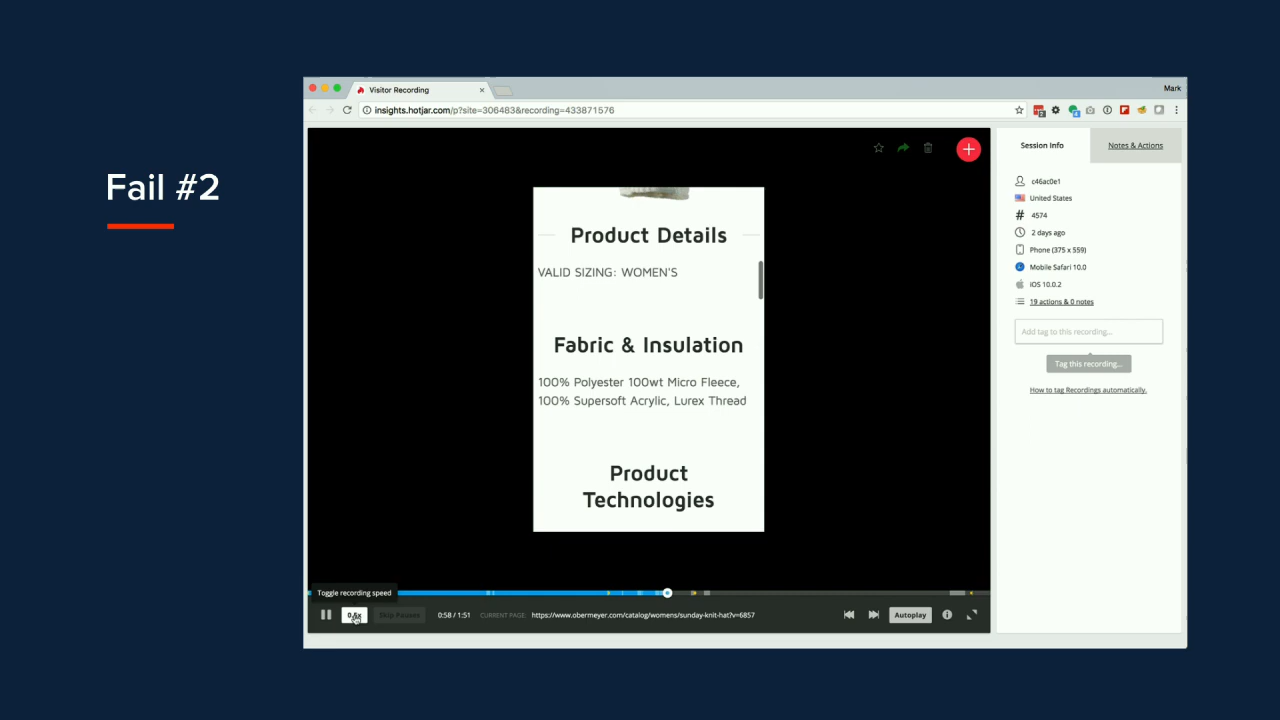 Fail #2
Visitor Recording
Mark
insights.hotjar.com/p?site=306483&recording=433871576
Product Details
VALID SIZING: WOMEN'S
Fabric & Insulation
100% Polyester 100wt Micro Fleece,
100% Supersoft Acrylic, Lurex Thread
Product
Technologies
Toggle recording speed
Skip Pauses
0:58 / 1:51
CURRENT PAGE:
https://www.obermeyer.com/catalog/womens/sunday-knit-hat?v=6857
Autoplay
Session Info
Notes & Actions
c46ac0e1
United States
# 4574
2 days ago
Phone (375 x 559)
Mobile Safari 10.0
iOS 10.0.2
19 actions & 0 notes
Add tag to this recording...
Tag this recording...
How to tag Recordings automatically.